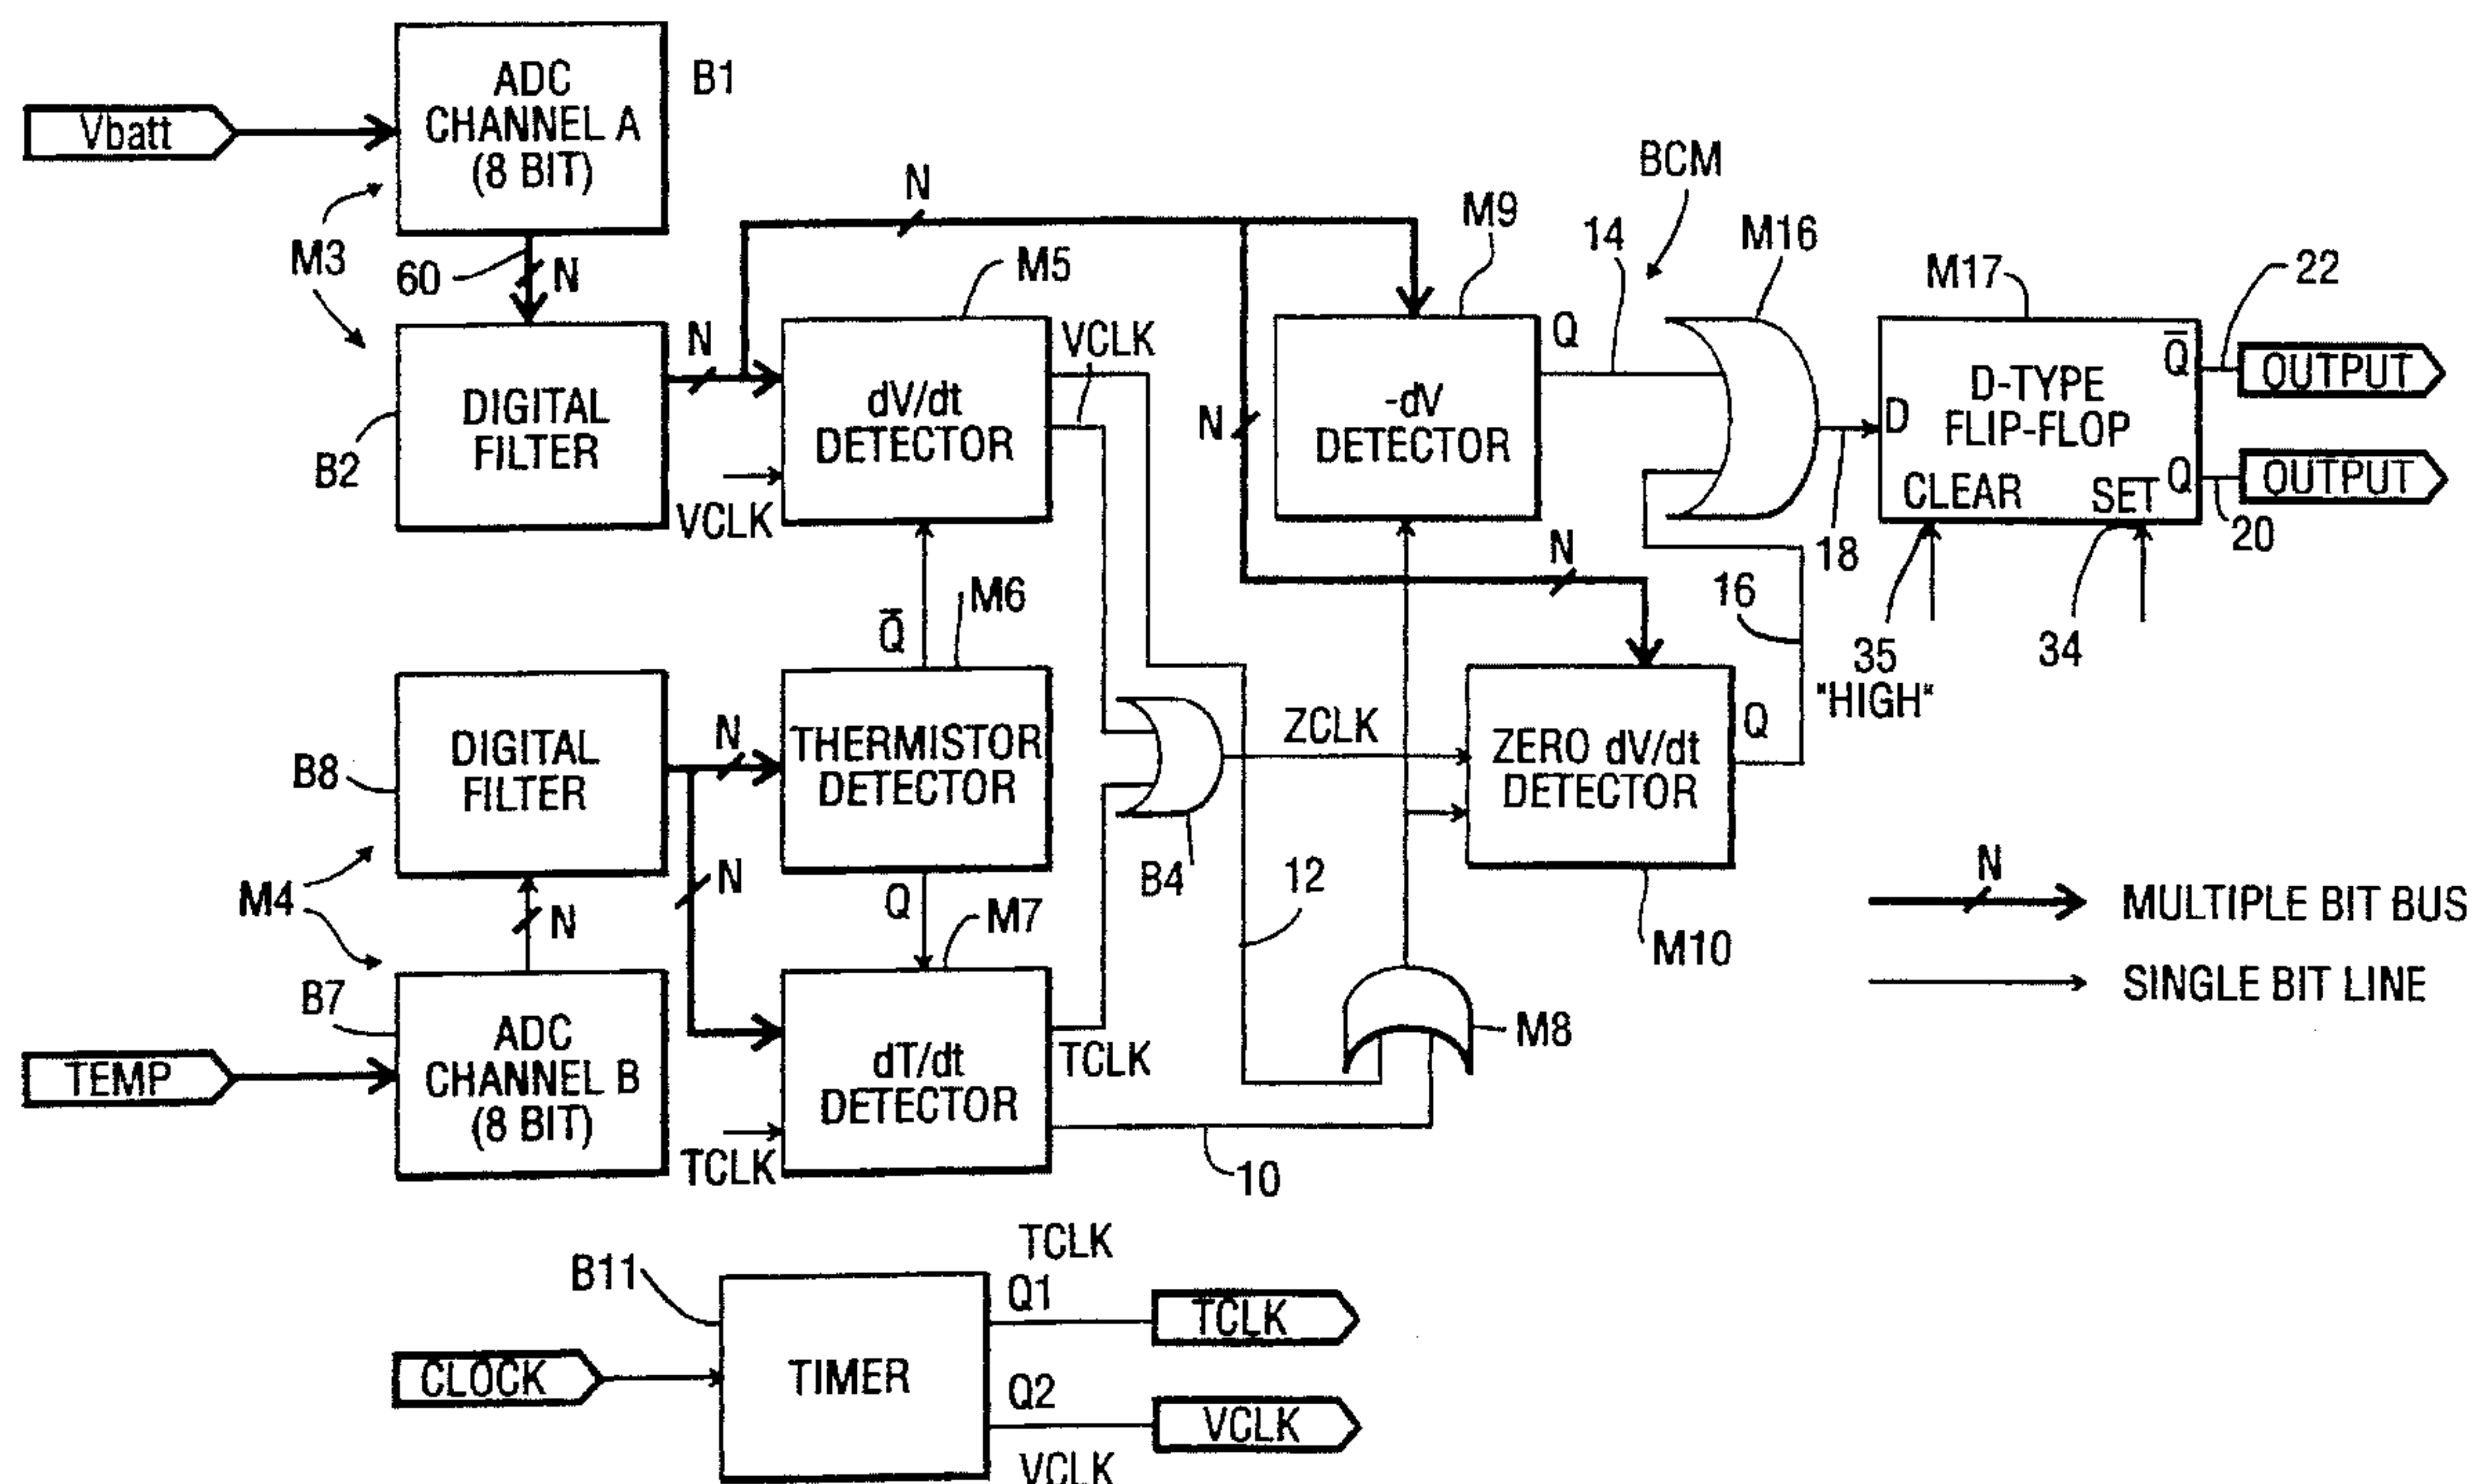 ADC
CHANNEL A
(8 BIT)
B1
Vbatt
M3
60
N
DIGITAL
FILTER
B2
N
N
VCLK
dV/dt
DETECTOR
M5
VCLK
Q̅
M6
DIGITAL
FILTER
B8
N
N
THERMISTOR
DETECTOR
Q
M7
M4
N
B7
ADC
CHANNEL B
(8 BIT)
TEMP
TCLK
dT/dt
DETECTOR
TCLK
10
12
B4
ZCLK
N
N
-dV
DETECTOR
M9
Q
14
BCM
M16
ZERO dV/dt
DETECTOR
M10
Q
16
M8
18
M17
D-TYPE
FLIP-FLOP
D
CLEAR
SET
Q̅
Q
22
OUTPUT
20
OUTPUT
35
"HIGH"
34
N
MULTIPLE BIT BUS
SINGLE BIT LINE
B11
CLOCK
TIMER
TCLK
Q1
TCLK
Q2
VCLK
VCLK